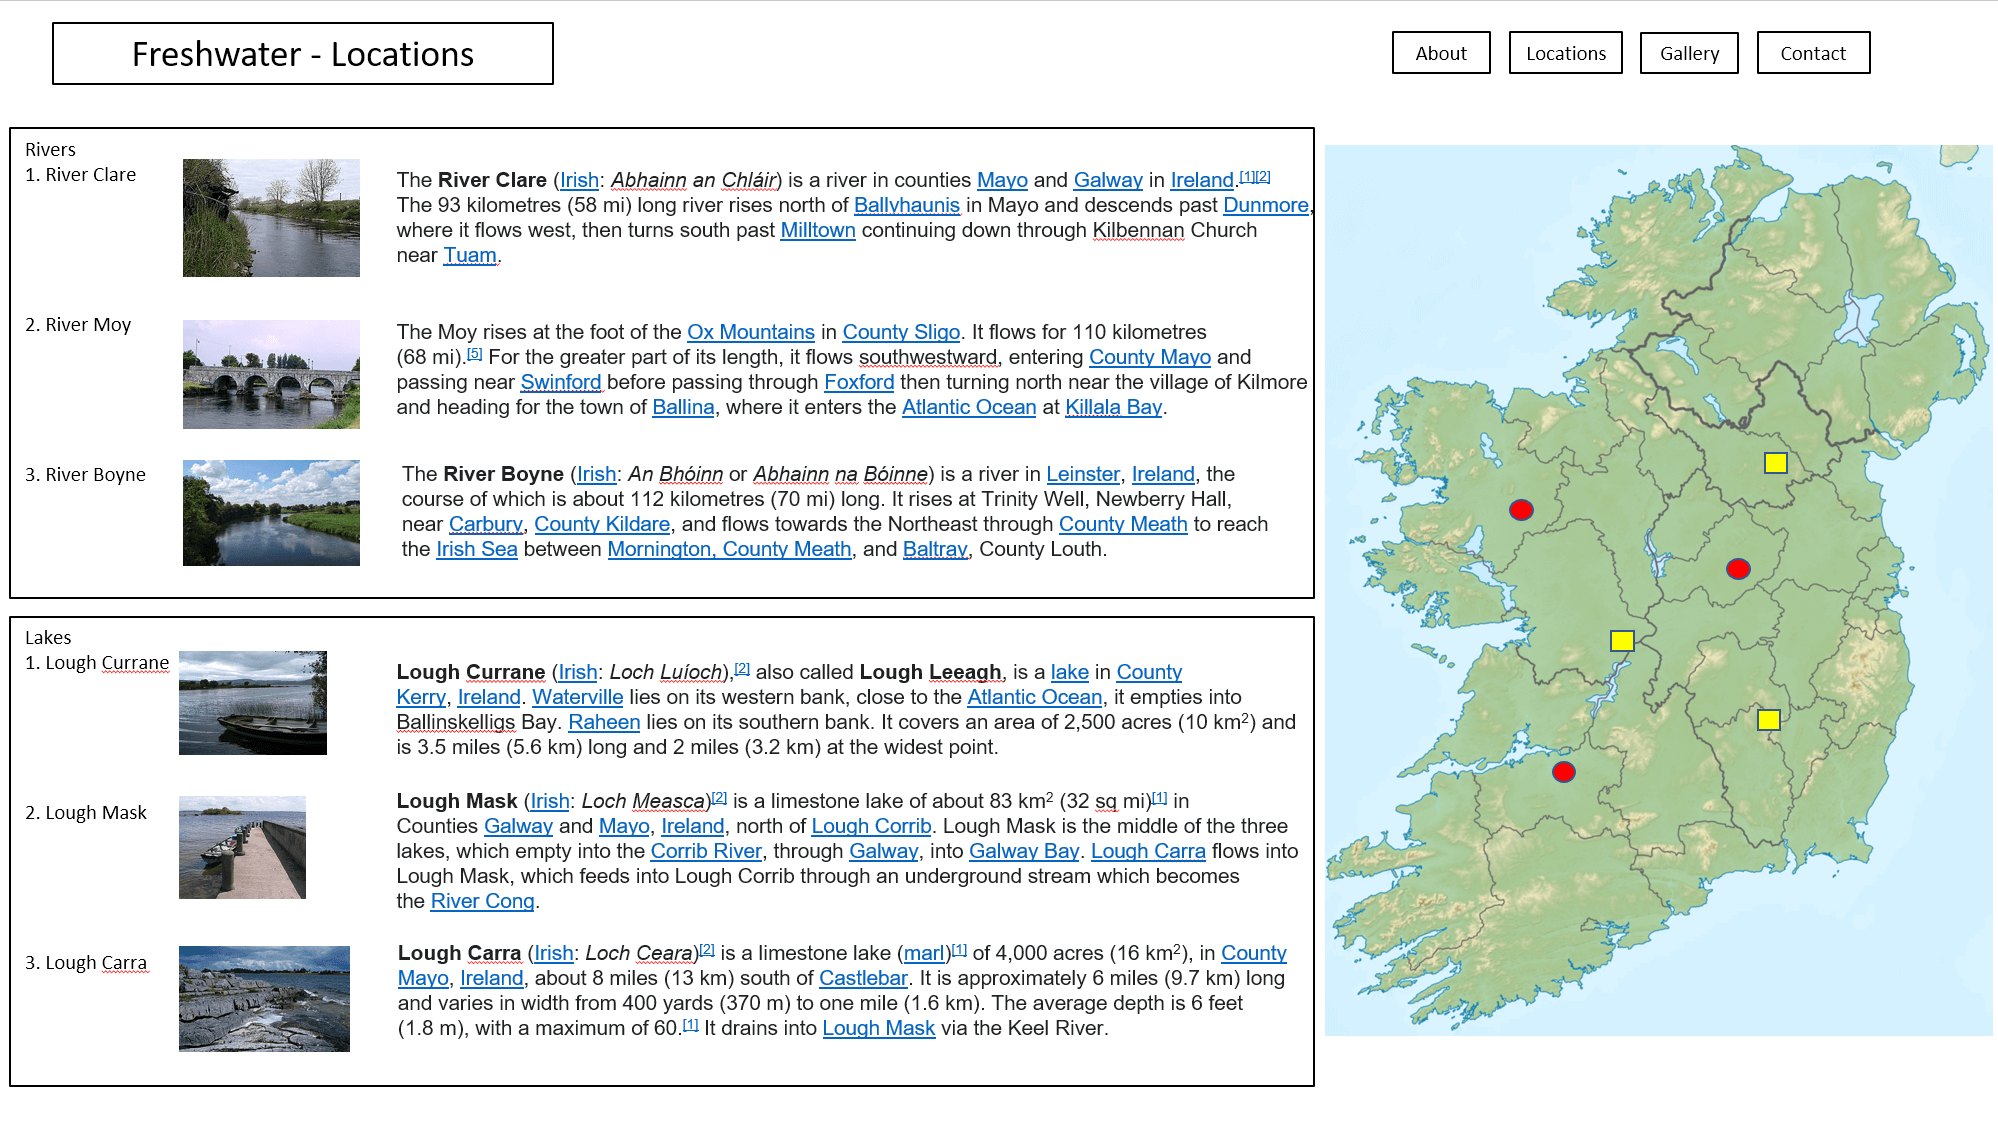 Freshwater - Locations
About
Locations
Gallery
Contact
Rivers
1. River Clare
The River Clare (Irish: Abhainn an Chláir) is a river in counties Mayo and Galway in Ireland.[1][2]
The 93 kilometres (58 mi) long river rises north of Ballyhaunis in Mayo and descends past Dunmore,
where it flows west, then turns south past Milltown continuing down through Kilbennan Church
near Tuam.
2. River Moy
The Moy rises at the foot of the Ox Mountains in County Sligo. It flows for 110 kilometres
(68 mi).[5] For the greater part of its length, it flows southwestward, entering County Mayo and
passing near Swinford before passing through Foxford then turning north near the village of Kilmore
and heading for the town of Ballina, where it enters the Atlantic Ocean at Killala Bay.
3. River Boyne
The River Boyne (Irish: An Bhóinn or Abhainn na Bóinne) is a river in Leinster, Ireland, the
course of which is about 112 kilometres (70 mi) long. It rises at Trinity Well, Newberry Hall,
near Carbury, County Kildare, and flows towards the Northeast through County Meath to reach
the Irish Sea between Mornington, County Meath, and Baltray, County Louth.
Lakes
1. Lough Currane
Lough Currane (Irish: Loch Luíoch),[2] also called Lough Leeagh, is a lake in County
Kerry, Ireland. Waterville lies on its western bank, close to the Atlantic Ocean, it empties into
Ballinskelligs Bay. Raheen lies on its southern bank. It covers an area of 2,500 acres (10 km²) and
is 3.5 miles (5.6 km) long and 2 miles (3.2 km) at the widest point.
2. Lough Mask
Lough Mask (Irish: Loch Measca)[2] is a limestone lake of about 83 km² (32 sq mi)[1] in
Counties Galway and Mayo, Ireland, north of Lough Corrib. Lough Mask is the middle of the three
lakes, which empty into the Corrib River, through Galway, into Galway Bay. Lough Carra flows into
Lough Mask, which feeds into Lough Corrib through an underground stream which becomes
the River Cong.
3. Lough Carra
Lough Carra (Irish: Loch Ceara)[2] is a limestone lake (marl)[1] of 4,000 acres (16 km²), in County
Mayo, Ireland, about 8 miles (13 km) south of Castlebar. It is approximately 6 miles (9.7 km) long
and varies in width from 400 yards (370 m) to one mile (1.6 km). The average depth is 6 feet
(1.8 m), with a maximum of 60.[1] It drains into Lough Mask via the Keel River.